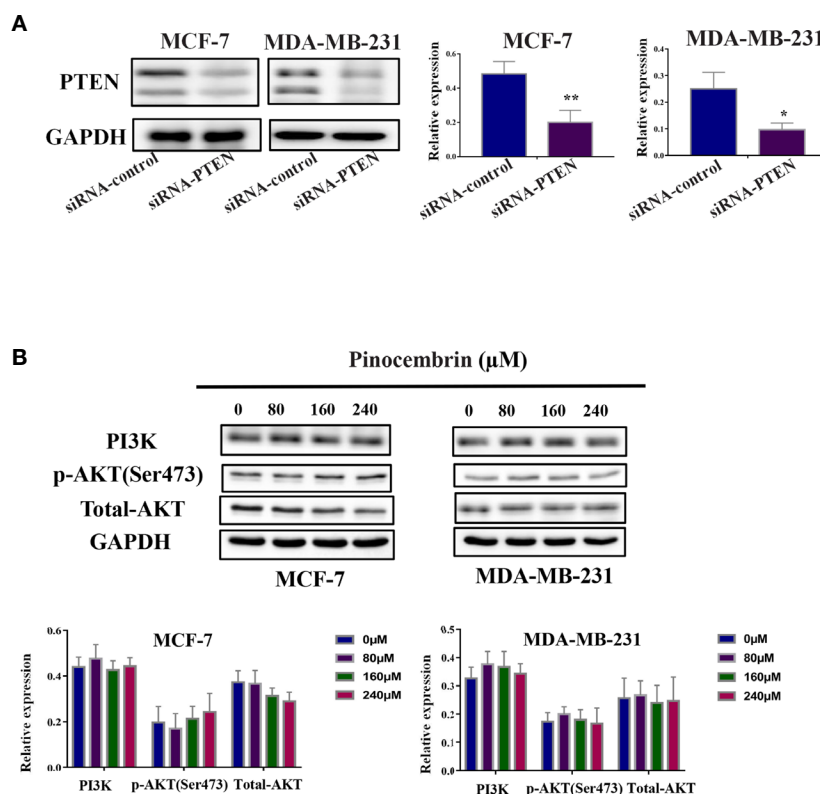 A
MCF-7 MDA-MB-231
PTEN
GAPDH
siRNA-control siRNA-PTEN siRNA-control siRNA-PTEN
MCF-7
Relative expression
0.6
0.4
0.2
0.0
**
siRNA-control siRNA-PTEN
MDA-MB-231
Relative expression
0.4
0.3
0.2
0.1
0.0
*
siRNA-control siRNA-PTEN
B
Pinocembrin (μM)
0 80 160 240 0 80 160 240
PI3K
p-AKT(Ser473)
Total-AKT
GAPDH
MCF-7 MDA-MB-231
MCF-7
Relative expression
0.6
0.4
0.2
0.0
PI3K p-AKT(Ser473) Total-AKT
0μM
80μM
160μM
240μM
MDA-MB-231
Relative expression
0.5
0.4
0.3
0.2
0.1
0.0
PI3K p-AKT(Ser473) Total-AKT
0μM
80μM
160μM
240μM